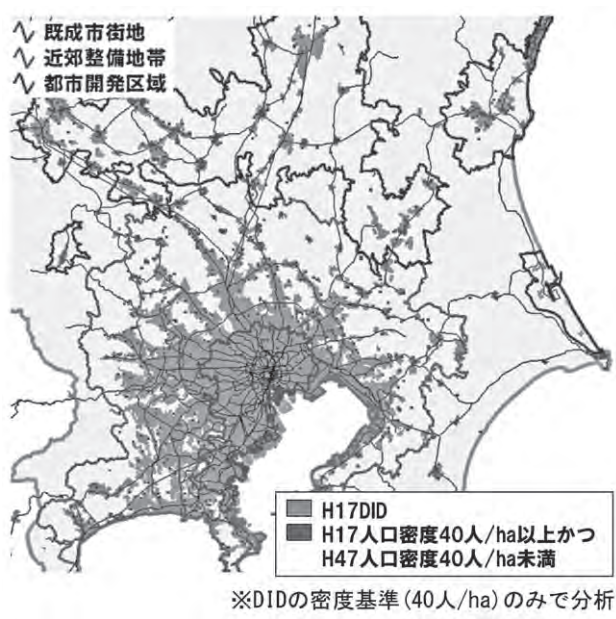 既成市街地
近郊整備地帯
都市開発区域
H17DID
H17人口密度40人/ha以上かつ
H47人口密度40人/ha未満
※DIDの密度基準(40人/ha)のみで分析